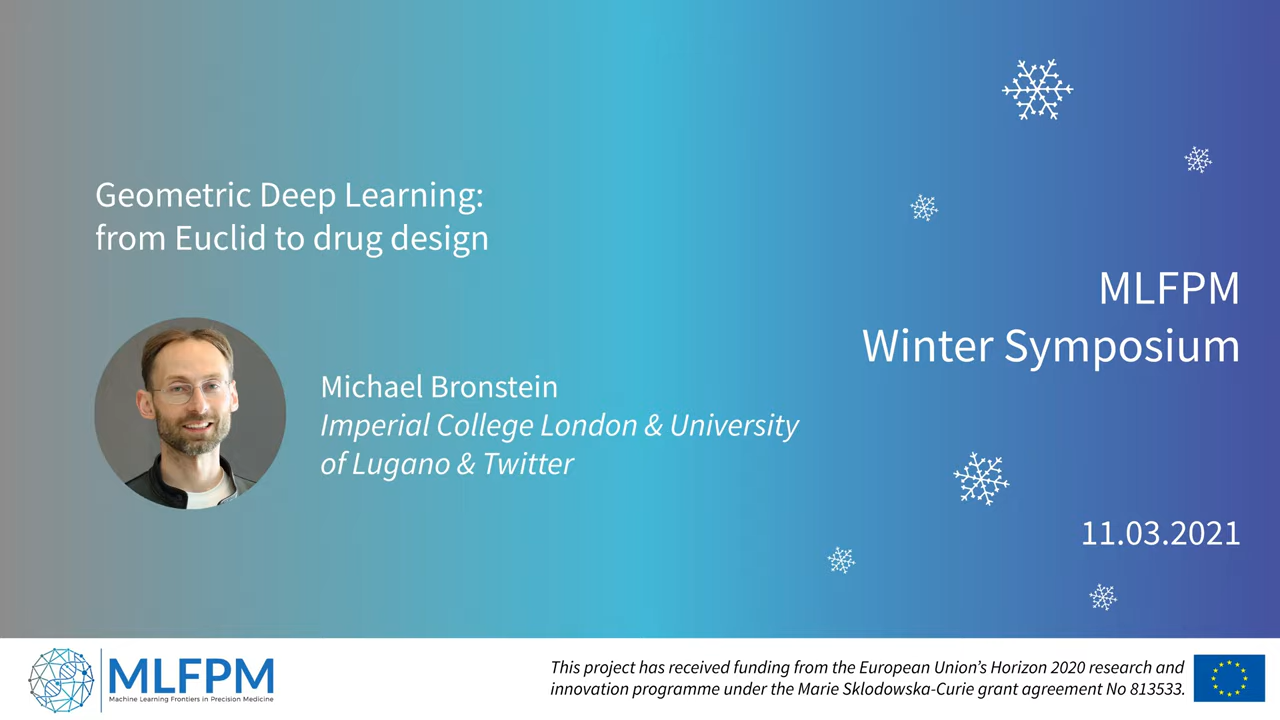 Geometric Deep Learning:
from Euclid to drug design
Michael Bronstein
Imperial College London & University
of Lugano & Twitter
MLFPM
Winter Symposium
11.03.2021
MLFPM
Machine Learning Frontiers in Precision Medicine
This project has received funding from the European Union’s Horizon 2020 research and
innovation programme under the Marie Sklodowska-Curie grant agreement No 813533.